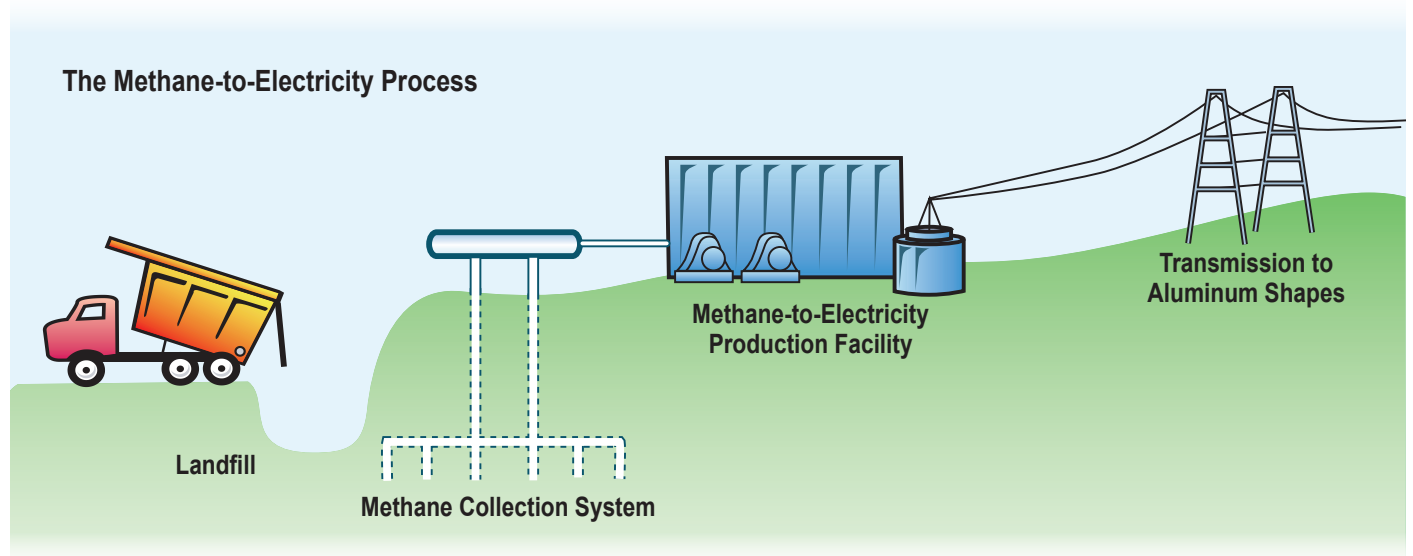 The Methane-to-Electricity Process
Transmission to
Aluminum Shapes
Methane-to-Electricity
Production Facility
Landfill
Methane Collection System